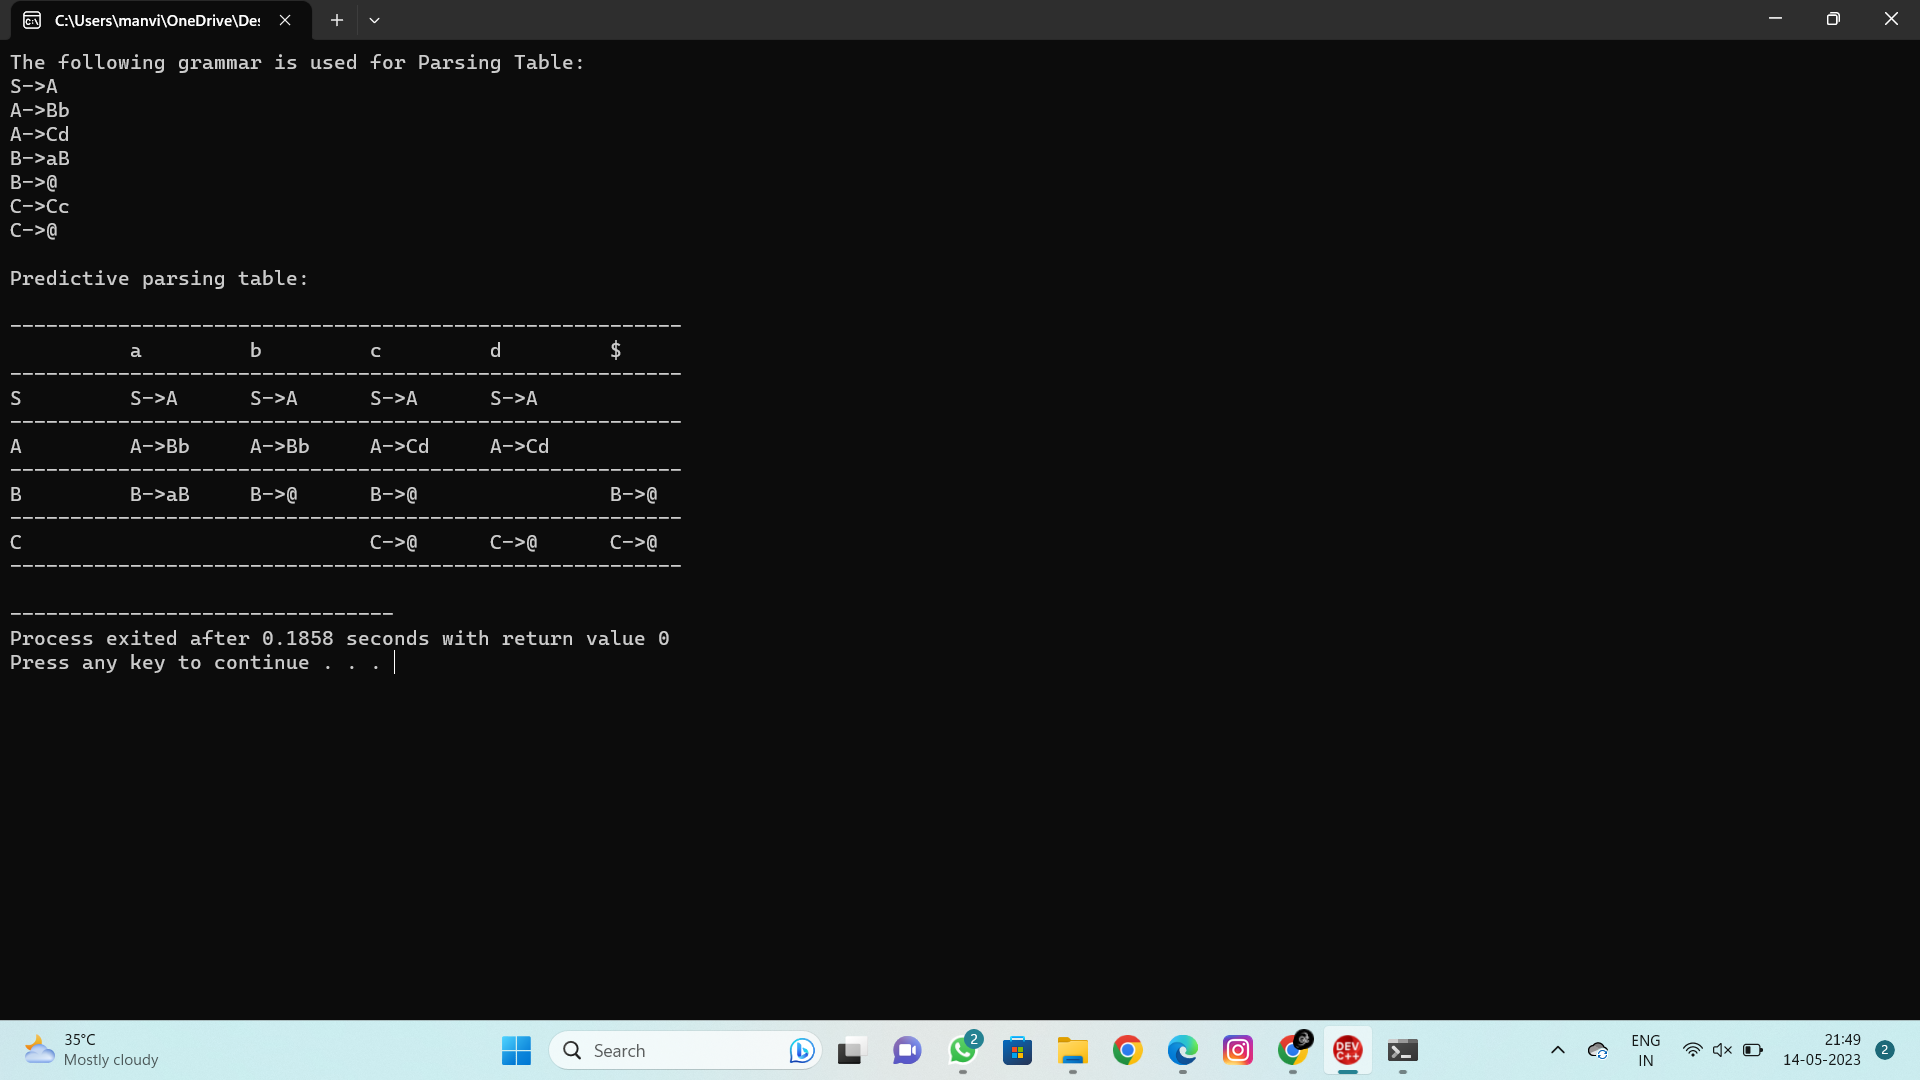 C:\Users\manvi\OneDrive\Des
The following grammar is used for Parsing Table:
S->A
A->Bb
A->Cd
B->aB
B->@
C->Cc
C->@
Predictive parsing table:
--------------------------------------------------------
a b c d $
--------------------------------------------------------
S S->A S->A S->A S->A
--------------------------------------------------------
A A->Bb A->Bb A->Cd A->Cd
--------------------------------------------------------
B B->aB B->@ B->@ B->@
--------------------------------------------------------
C C->@ C->@ C->@
--------------------------------------------------------
--------------------------------
Process exited after 0.1858 seconds with return value 0
Press any key to continue . . .
35°C
Mostly cloudy
Search
2
DEV
C++
ENG
IN
21:49
14-05-2023
2